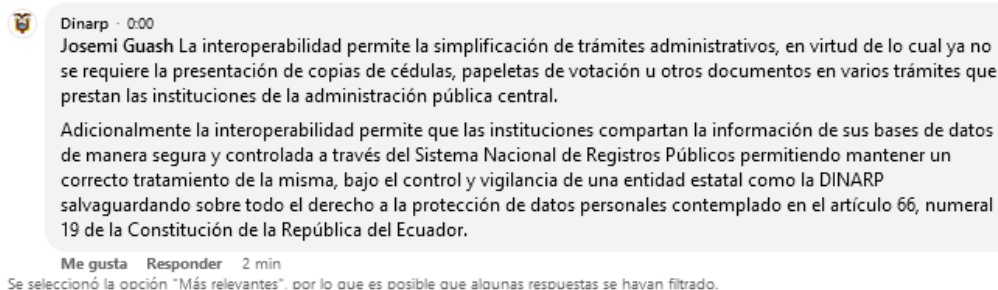 Dinarp · 0:00
Josemi Guash La interoperabilidad permite la simplificación de trámites administrativos, en virtud de lo cual ya no
se requiere la presentación de copias de cédulas, papeletas de votación u otros documentos en varios trámites que
prestan las instituciones de la administración pública central.
Adicionalmente la interoperabilidad permite que las instituciones compartan la información de sus bases de datos
de manera segura y controlada a través del Sistema Nacional de Registros Públicos permitiendo mantener un
correcto tratamiento de la misma, bajo el control y vigilancia de una entidad estatal como la DINARP
salvaguardando sobre todo el derecho a la protección de datos personales contemplado en el artículo 66, numeral
19 de la Constitución de la República del Ecuador.
Me gusta Responder 2 min
Se seleccionó la opción "Más relevantes", por lo que es posible que algunas respuestas se hayan filtrado.